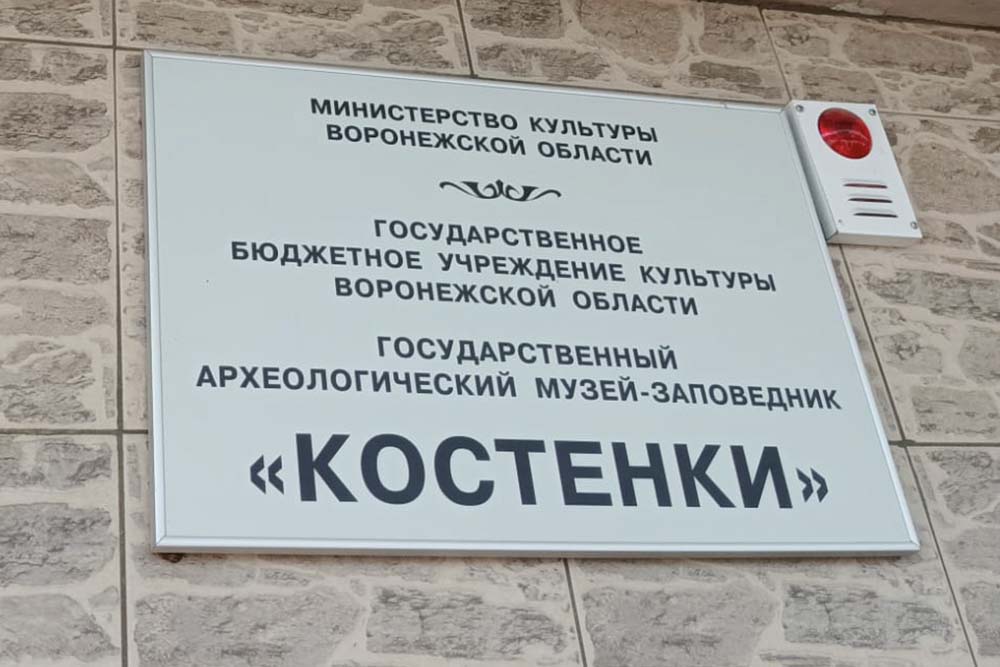 МИНИСТЕРСТВО КУЛЬТУРЫ
ВОРОНЕЖСКОЙ ОБЛАСТИ
ГОСУДАРСТВЕННОЕ
БЮДЖЕТНОЕ УЧРЕЖДЕНИЕ КУЛЬТУРЫ
ВОРОНЕЖСКОЙ ОБЛАСТИ
ГОСУДАРСТВЕННЫЙ
АРХЕОЛОГИЧЕСКИЙ МУЗЕЙ-ЗАПОВЕДНИК
«КОСТЕНКИ»